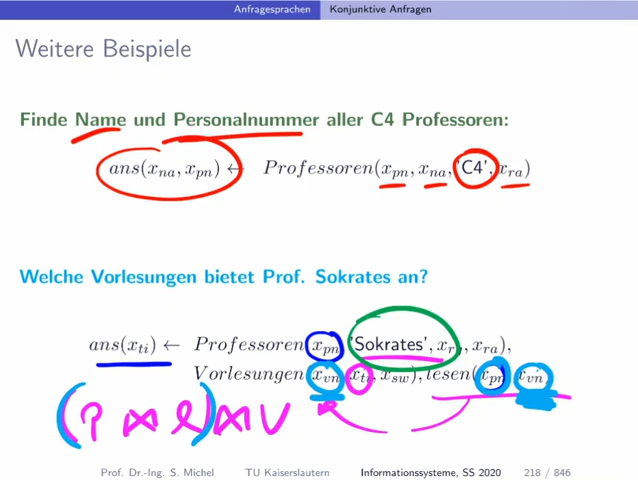 Anfragesprachen Konjunktive Anfragen
Weitere Beispiele
Finde Name und Personalnummer aller C4 Professoren:
ans(x_na, x_pn) ← Professoren(x_pn, x_na, 'C4', x_ra)
Welche Vorlesungen bietet Prof. Sokrates an?
ans(x_ti) ← Professoren(x_pn, 'Sokrates', x_rg, x_ra),
Vorlesungen(x_vn, x_ti, x_sw), lesen(x_pn, x_vn)
(P ⋈ l) ⋈ V
Prof. Dr.-Ing. S. Michel TU Kaiserslautern Informationssysteme, SS 2020 218 / 846